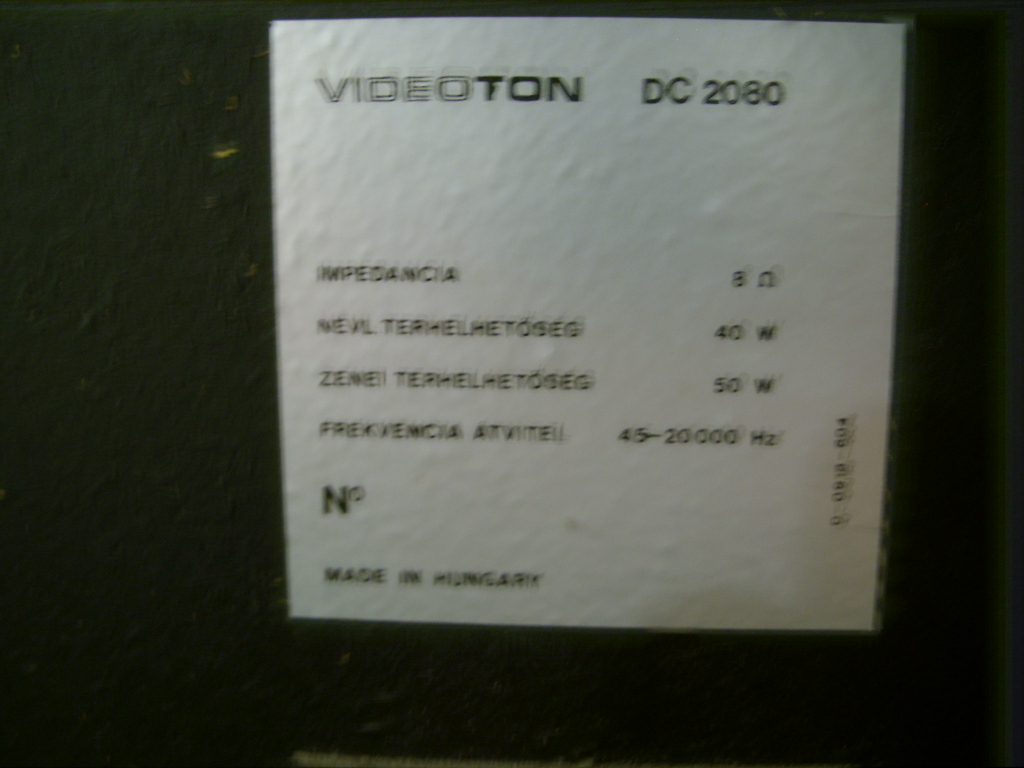 VIDEOTON DC 2080
IMPEDANCIA 8 Ω
NÉVL. TERHELHETŐSÉG 40 W
ZENEI TERHELHETŐSÉG 50 W
FREKVENCIA ÁTVITEL 45–20000 Hz
Nº
MADE IN HUNGARY